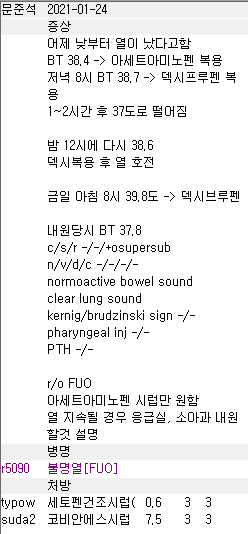 문준석 2021-01-24
증상
어제 낮부터 열이 났다고함
BT 38.4 -> 아세트아미노펜 복용
저녁 8시 BT 38.7 -> 덱시프루펜 복
용
1~2시간 후 37도로 떨어짐
밤 12시에 다시 38.6
덱시복용 후 열 호전
금일 아침 8시 39.8도 -> 덱시브루펜
내원당시 BT 37.8
c/s/r -/-/+osupersub
n/v/d/c -/-/-/-
normoactive bowel sound
clear lung sound
kernig/brudzinski sign -/-
pharyngeal inj -/-
PTH -/-
r/o FUO
아세트아미노펜 시럽만 원함
열 지속될 경우 응급실, 소아과 내원
할것 설명
병명
r5090 불명열[FUO]
처방
typow 세토펜건조시럽( 0.6 3 3
suda2 코비안에스시럽 7.5 3 3